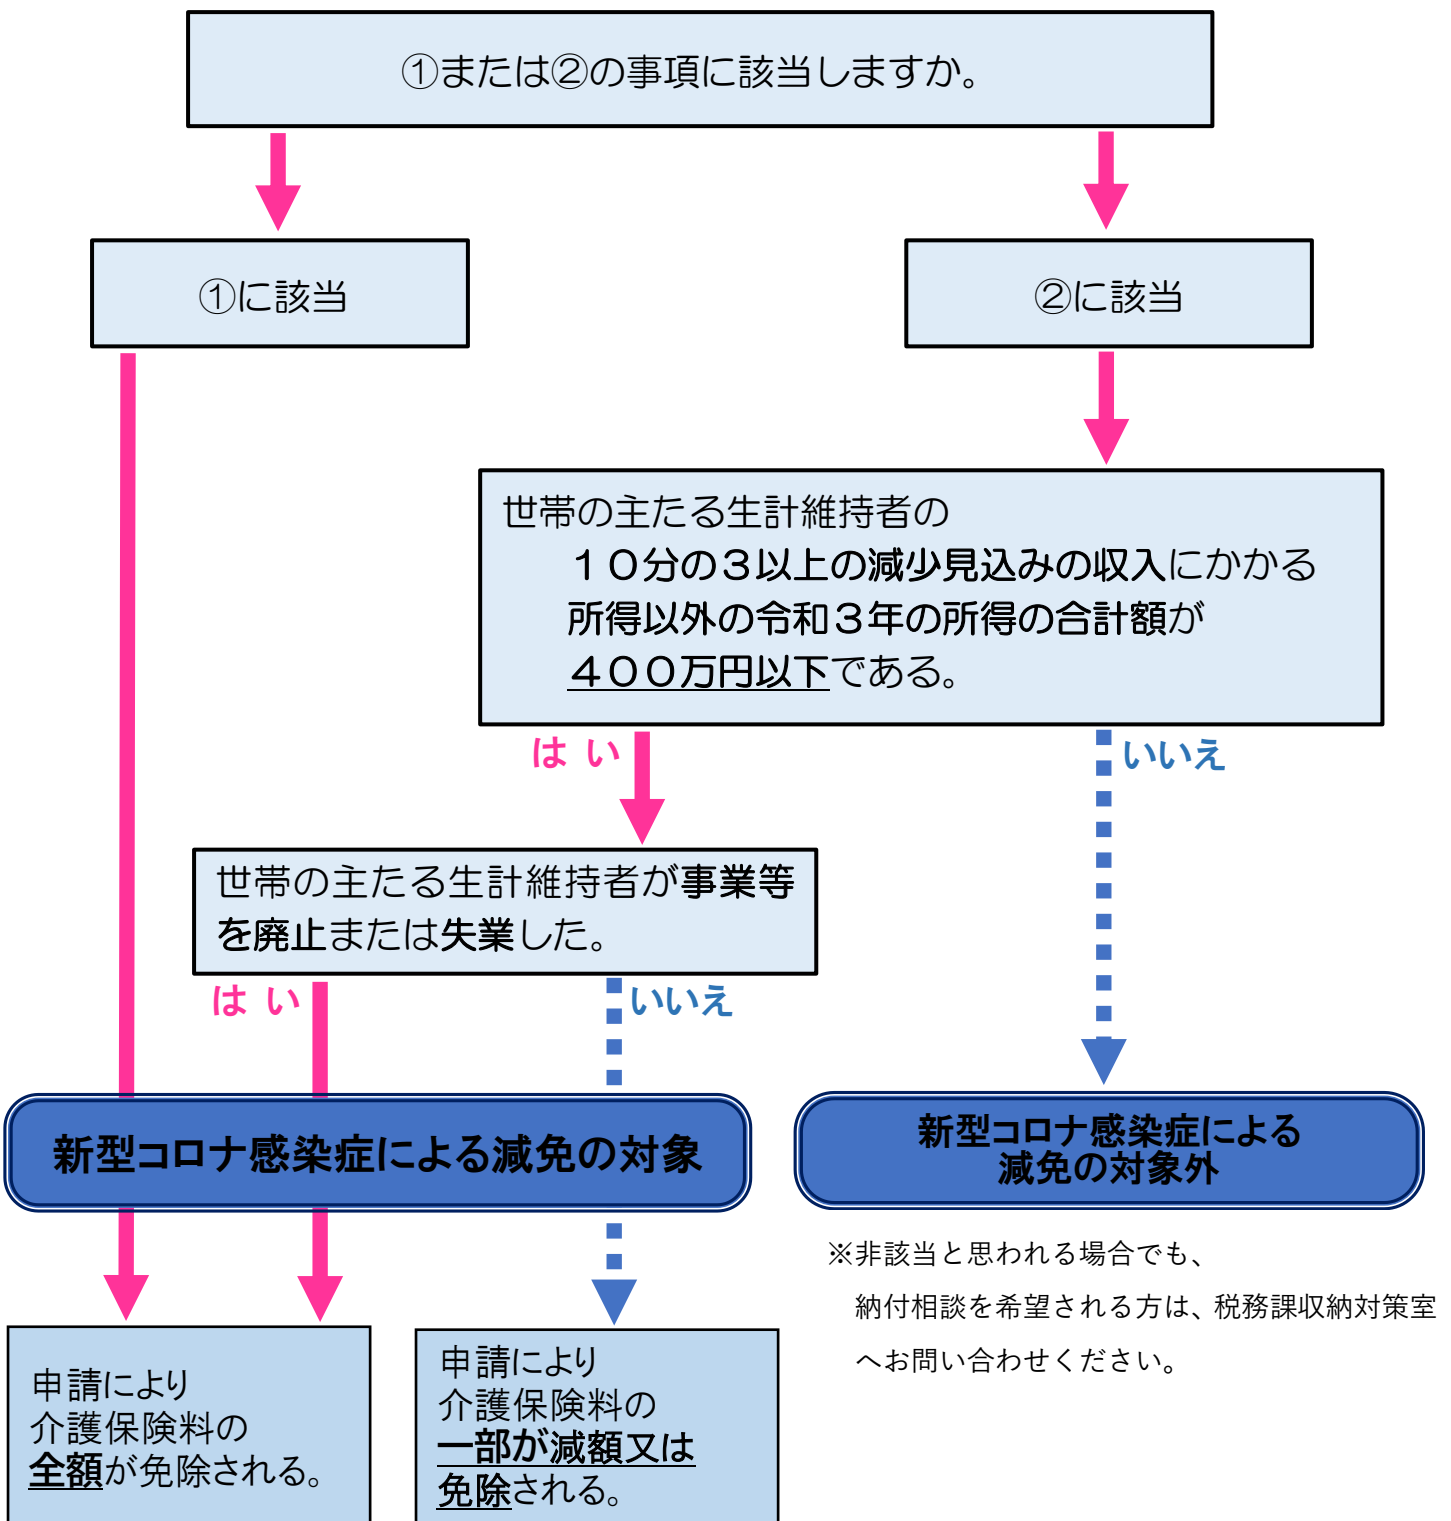 ①または②の事項に該当しますか。
①に該当
②に該当
世帯の主たる生計維持者の
１０分の３以上の減少見込みの収入にかかる
所得以外の令和３年の所得の合計額が
４００万円以下である。
はい
いいえ
世帯の主たる生計維持者が事業等
を廃止または失業した。
はい
いいえ
新型コロナ感染症による減免の対象
新型コロナ感染症による
減免の対象外
※非該当と思われる場合でも、
納付相談を希望される方は、税務課収納対策室
へお問い合わせください。
申請により
介護保険料の
全額が免除される。
申請により
介護保険料の
一部が減額又は
免除される。